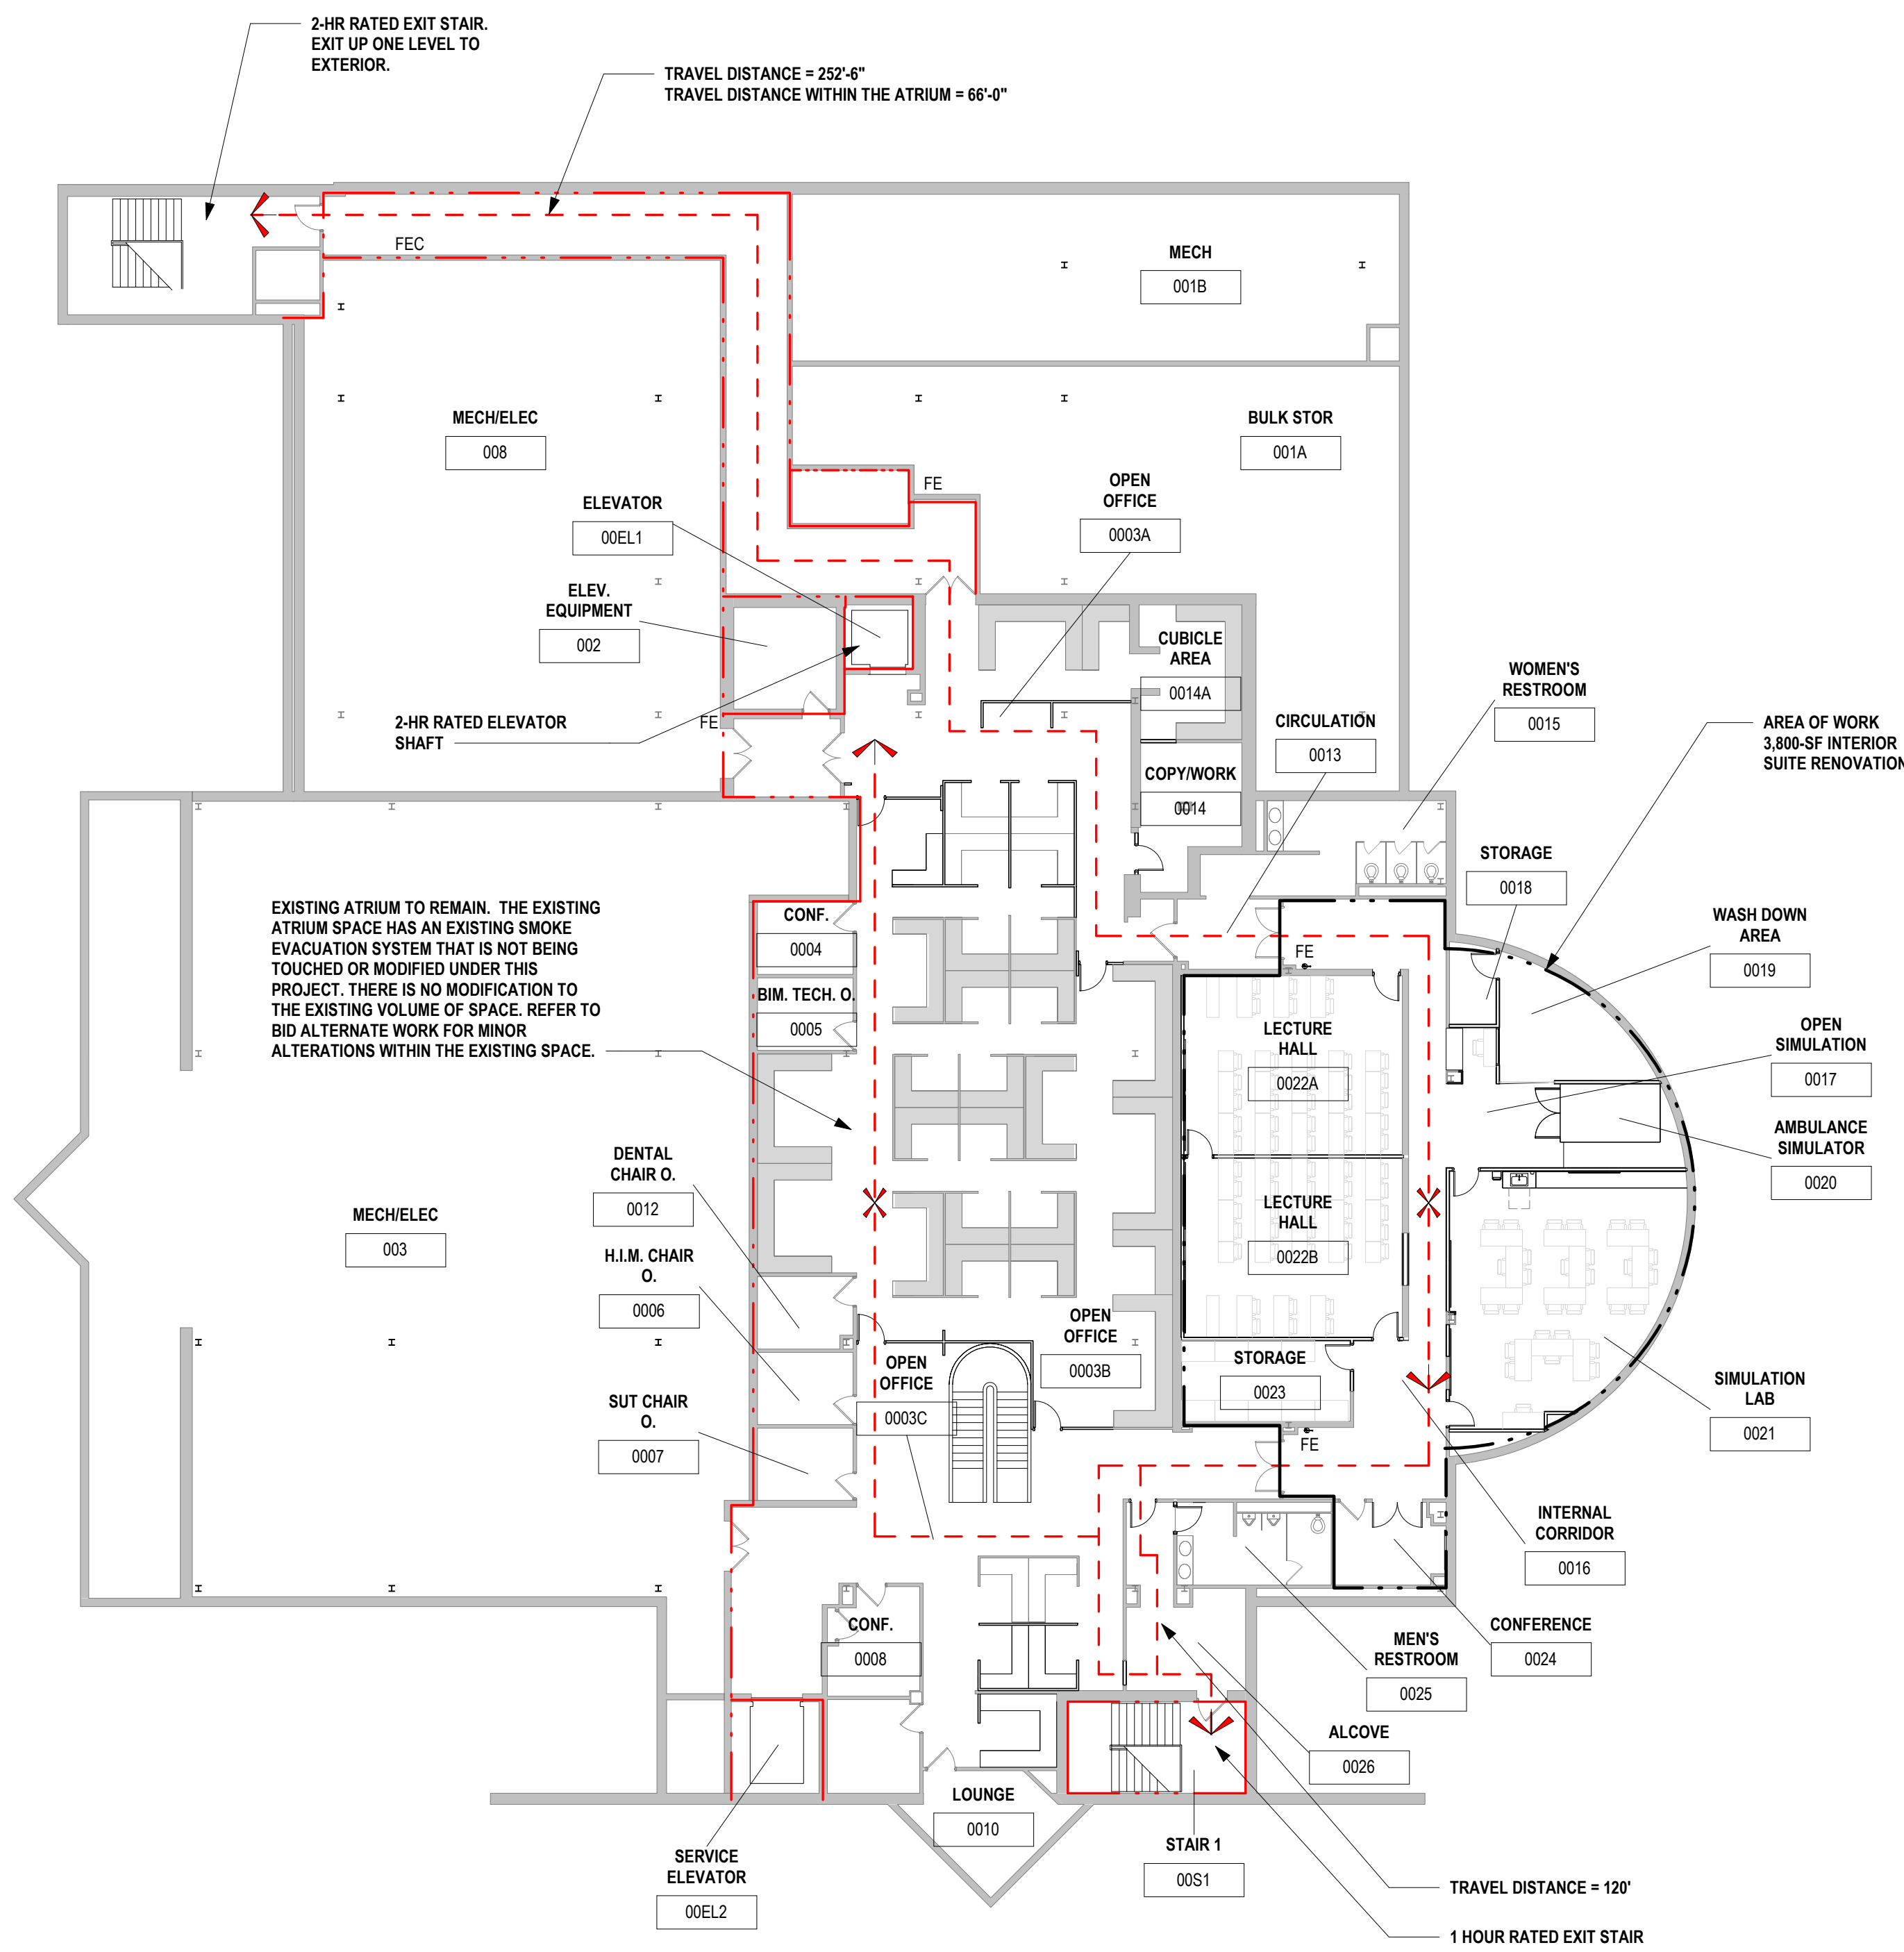 2-HR RATED EXIT STAIR.
EXIT UP ONE LEVEL TO
EXTERIOR.
TRAVEL DISTANCE = 252'-6"
TRAVEL DISTANCE WITHIN THE ATRIUM = 66'-0"
FEC
MECH
001B
MECH/ELEC
008
BULK STOR
001A
FE
OPEN
OFFICE
0003A
ELEVATOR
00EL1
ELEV.
EQUIPMENT
002
CUBICLE
AREA
0014A
WOMEN'S
RESTROOM
0015
2-HR RATED ELEVATOR
SHAFT
FE
CIRCULATION
0013
AREA OF WORK
3,800-SF INTERIOR
SUITE RENOVATION
COPY/WORK
0014
STORAGE
0018
EXISTING ATRIUM TO REMAIN. THE EXISTING
ATRIUM SPACE HAS AN EXISTING SMOKE
EVACUATION SYSTEM THAT IS NOT BEING
TOUCHED OR MODIFIED UNDER THIS
PROJECT. THERE IS NO MODIFICATION TO
THE EXISTING VOLUME OF SPACE. REFER TO
BID ALTERNATE WORK FOR MINOR
ALTERATIONS WITHIN THE EXISTING SPACE.
CONF.
0004
WASH DOWN
AREA
0019
FE
BIM. TECH. O.
0005
LECTURE
HALL
0022A
OPEN
SIMULATION
0017
AMBULANCE
SIMULATOR
0020
DENTAL
CHAIR O.
0012
MECH/ELEC
003
LECTURE
HALL
0022B
H.I.M. CHAIR
O.
0006
OPEN
OFFICE
0003B
OPEN
OFFICE
0003C
STORAGE
0023
SIMULATION
LAB
0021
SUT CHAIR
O.
0007
FE
INTERNAL
CORRIDOR
0016
CONF.
0008
CONFERENCE
0024
MEN'S
RESTROOM
0025
ALCOVE
0026
LOUNGE
0010
STAIR 1
00S1
SERVICE
ELEVATOR
00EL2
TRAVEL DISTANCE = 120'
1 HOUR RATED EXIT STAIR